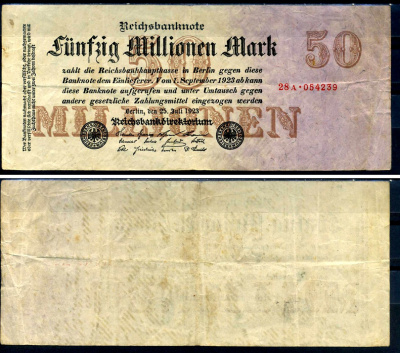 Reichsbanknote
Fünfzig Millionen Mark
50
zahlt die Reichsbankhauptkasse in Berlin gegen diese
Banknote dem Einlieferer. Vom 1. September 1923 ab kann
diese Banknote aufgerufen und unter Umtausch gegen
andere gesetzliche Zahlungsmittel eingezogen werden
28A·054239
50
MILLIONEN
Berlin, den 25. Juli 1923
Reichsbankdirektorium